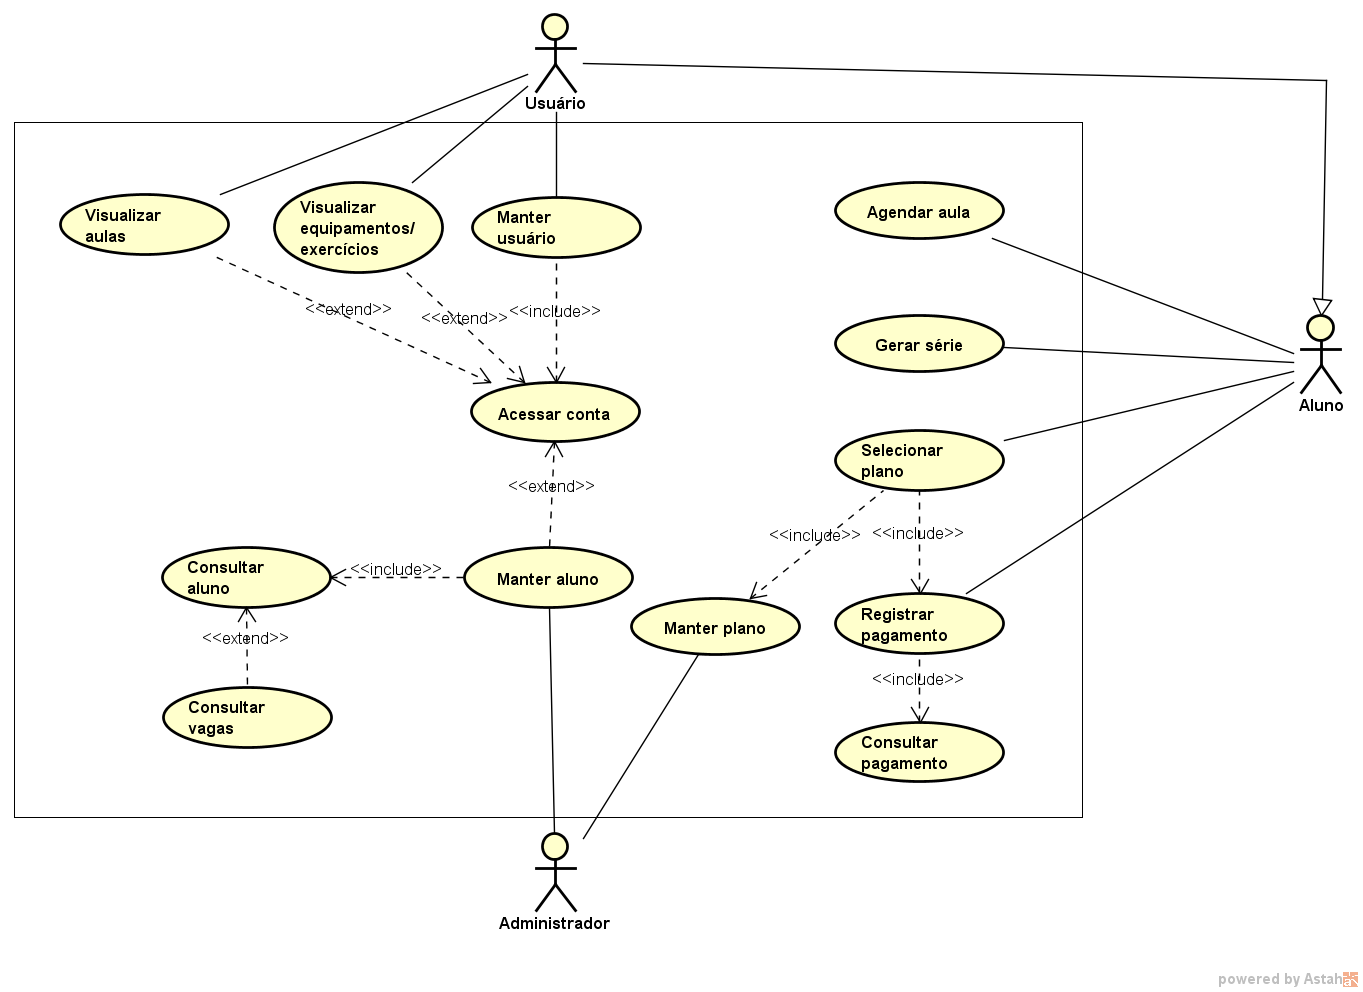 Usuário
Visualizar
aulas
Visualizar
equipamentos/
exercícios
Manter
usuário
Agendar aula
<<extend>>
<<extend>>
<<include>>
Gerar série
Aluno
Acessar conta
Selecionar
plano
<<extend>>
<<include>>
<<include>>
Consultar
aluno
<<include>>
Manter aluno
Manter plano
Registrar
pagamento
<<extend>>
<<include>>
Consultar
vagas
Consultar
pagamento
Administrador
powered by Astah